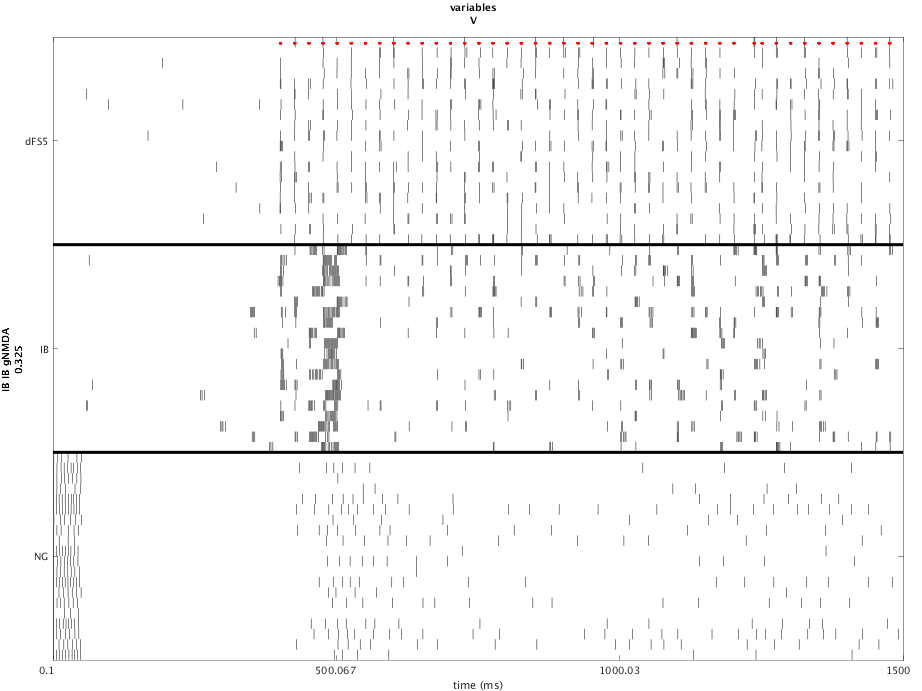 variables
V
dFS5
IB
NG
IB IB gNMDA
0.325
0.1
500.067
1000.03
1500
time (ms)